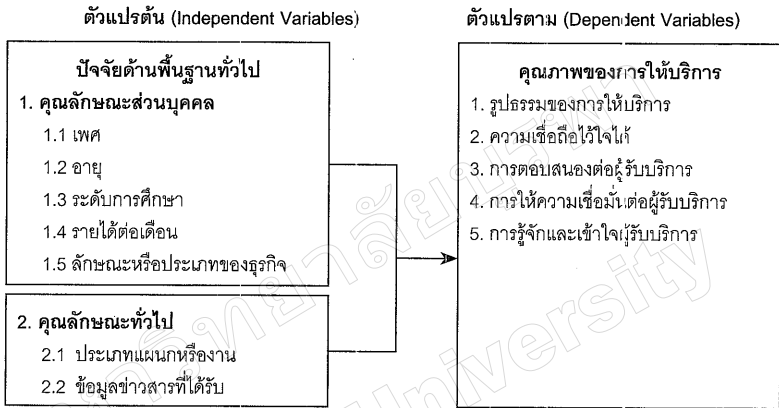 ตัวแปรต้น (Independent Variables)
ปัจจัยด้านพื้นฐานทั่วไป
1. คุณลักษณะส่วนบุคคล
1.1 เพศ
1.2 อายุ
1.3 ระดับการศึกษา
1.4 รายได้ต่อเดือน
1.5 ลักษณะหรือประเภทของธุรกิจ
2. คุณลักษณะทั่วไป
2.1 ประเภทแผนกหรืองาน
2.2 ข้อมูลข่าวสารที่ได้รับ
ตัวแปรตาม (Dependent Variables)
คุณภาพของการให้บริการ
1. รูปธรรมของการให้บริการ
2. ความเชื่อถือไว้ใจได้
3. การตอบสนองต่อผู้รับบริการ
4. การให้ความเชื่อมั่นต่อผู้รับบริการ
5. การรู้จักและเข้าใจผู้รับบริการ
University